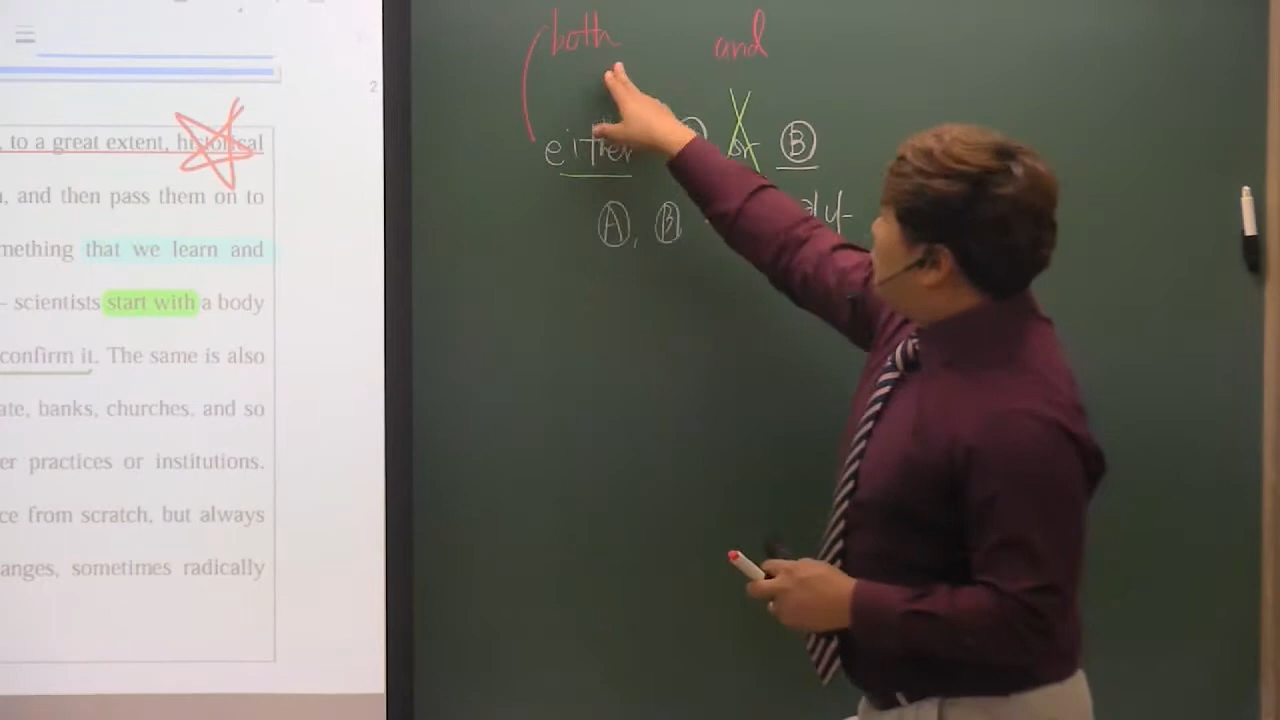 2
, to a great extent, historical
, and then pass them on to
mething that we learn and
– scientists start with a body
confirm it. The same is also
ate, banks, churches, and so
er practices or institutions.
ce from scratch, but always
anges, sometimes radically
both and
either or Ⓑ
Ⓐ, Ⓑ,